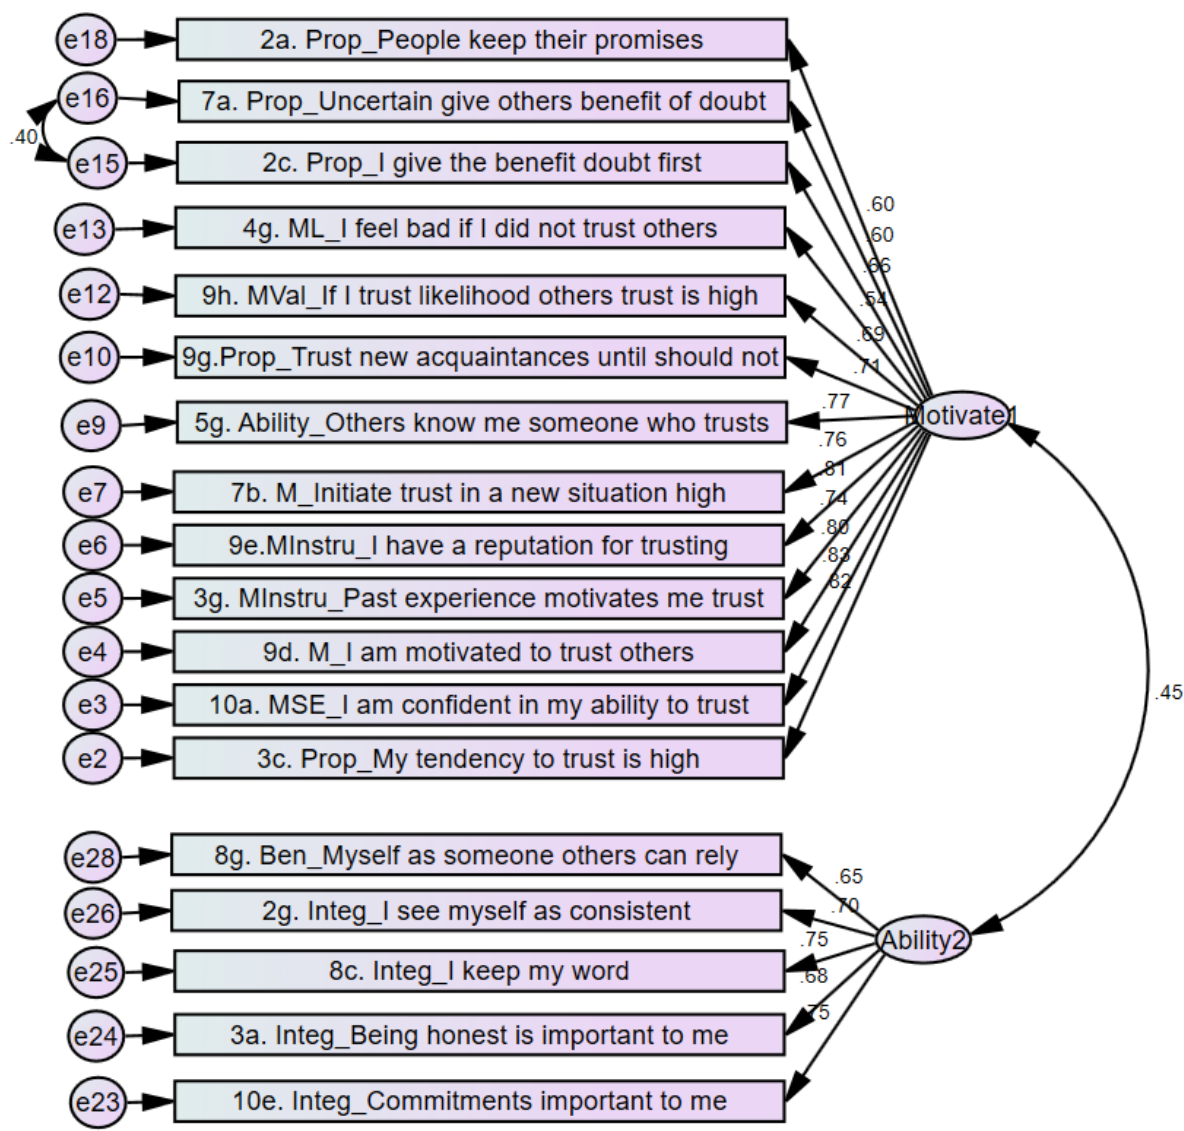 e18
2a. Prop_People keep their promises
e16
7a. Prop_Uncertain give others benefit of doubt
.40
e15
2c. Prop_I give the benefit doubt first
e13
4g. ML_I feel bad if I did not trust others
e12
9h. MVal_If I trust likelihood others trust is high
e10
9g.Prop_Trust new acquaintances until should not
e9
5g. Ability_Others know me someone who trusts
e7
7b. M_Initiate trust in a new situation high
e6
9e.MInstru_I have a reputation for trusting
e5
3g. MInstru_Past experience motivates me trust
e4
9d. M_I am motivated to trust others
e3
10a. MSE_I am confident in my ability to trust
e2
3c. Prop_My tendency to trust is high
.60
.60
.66
.54
.69
.71
.77
.76
.81
.74
.80
.83
.82
Motivate1
.45
e28
8g. Ben_Myself as someone others can rely
e26
2g. Integ_I see myself as consistent
e25
8c. Integ_I keep my word
e24
3a. Integ_Being honest is important to me
e23
10e. Integ_Commitments important to me
.65
.70
.75
.68
.75
Ability2